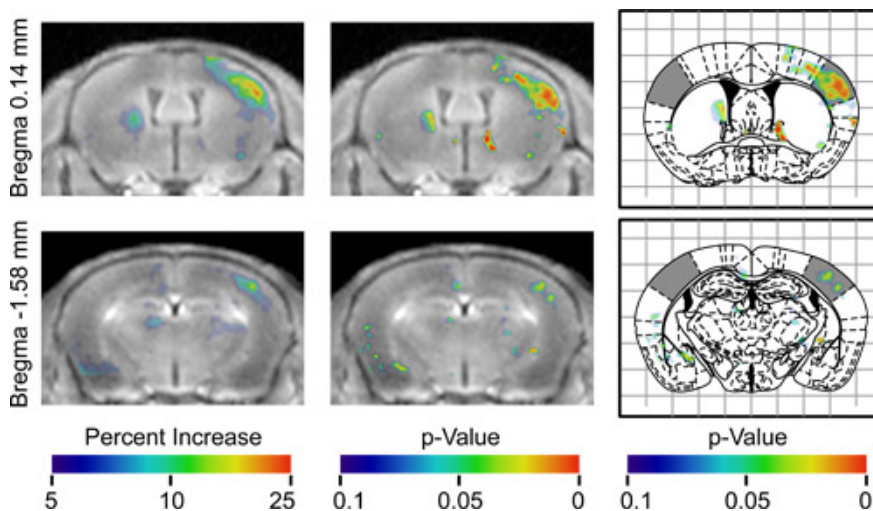 Bregma 0.14 mm
Bregma -1.58 mm
Percent Increase
5 10 25
p-Value
0.1 0.05 0
p-Value
0.1 0.05 0